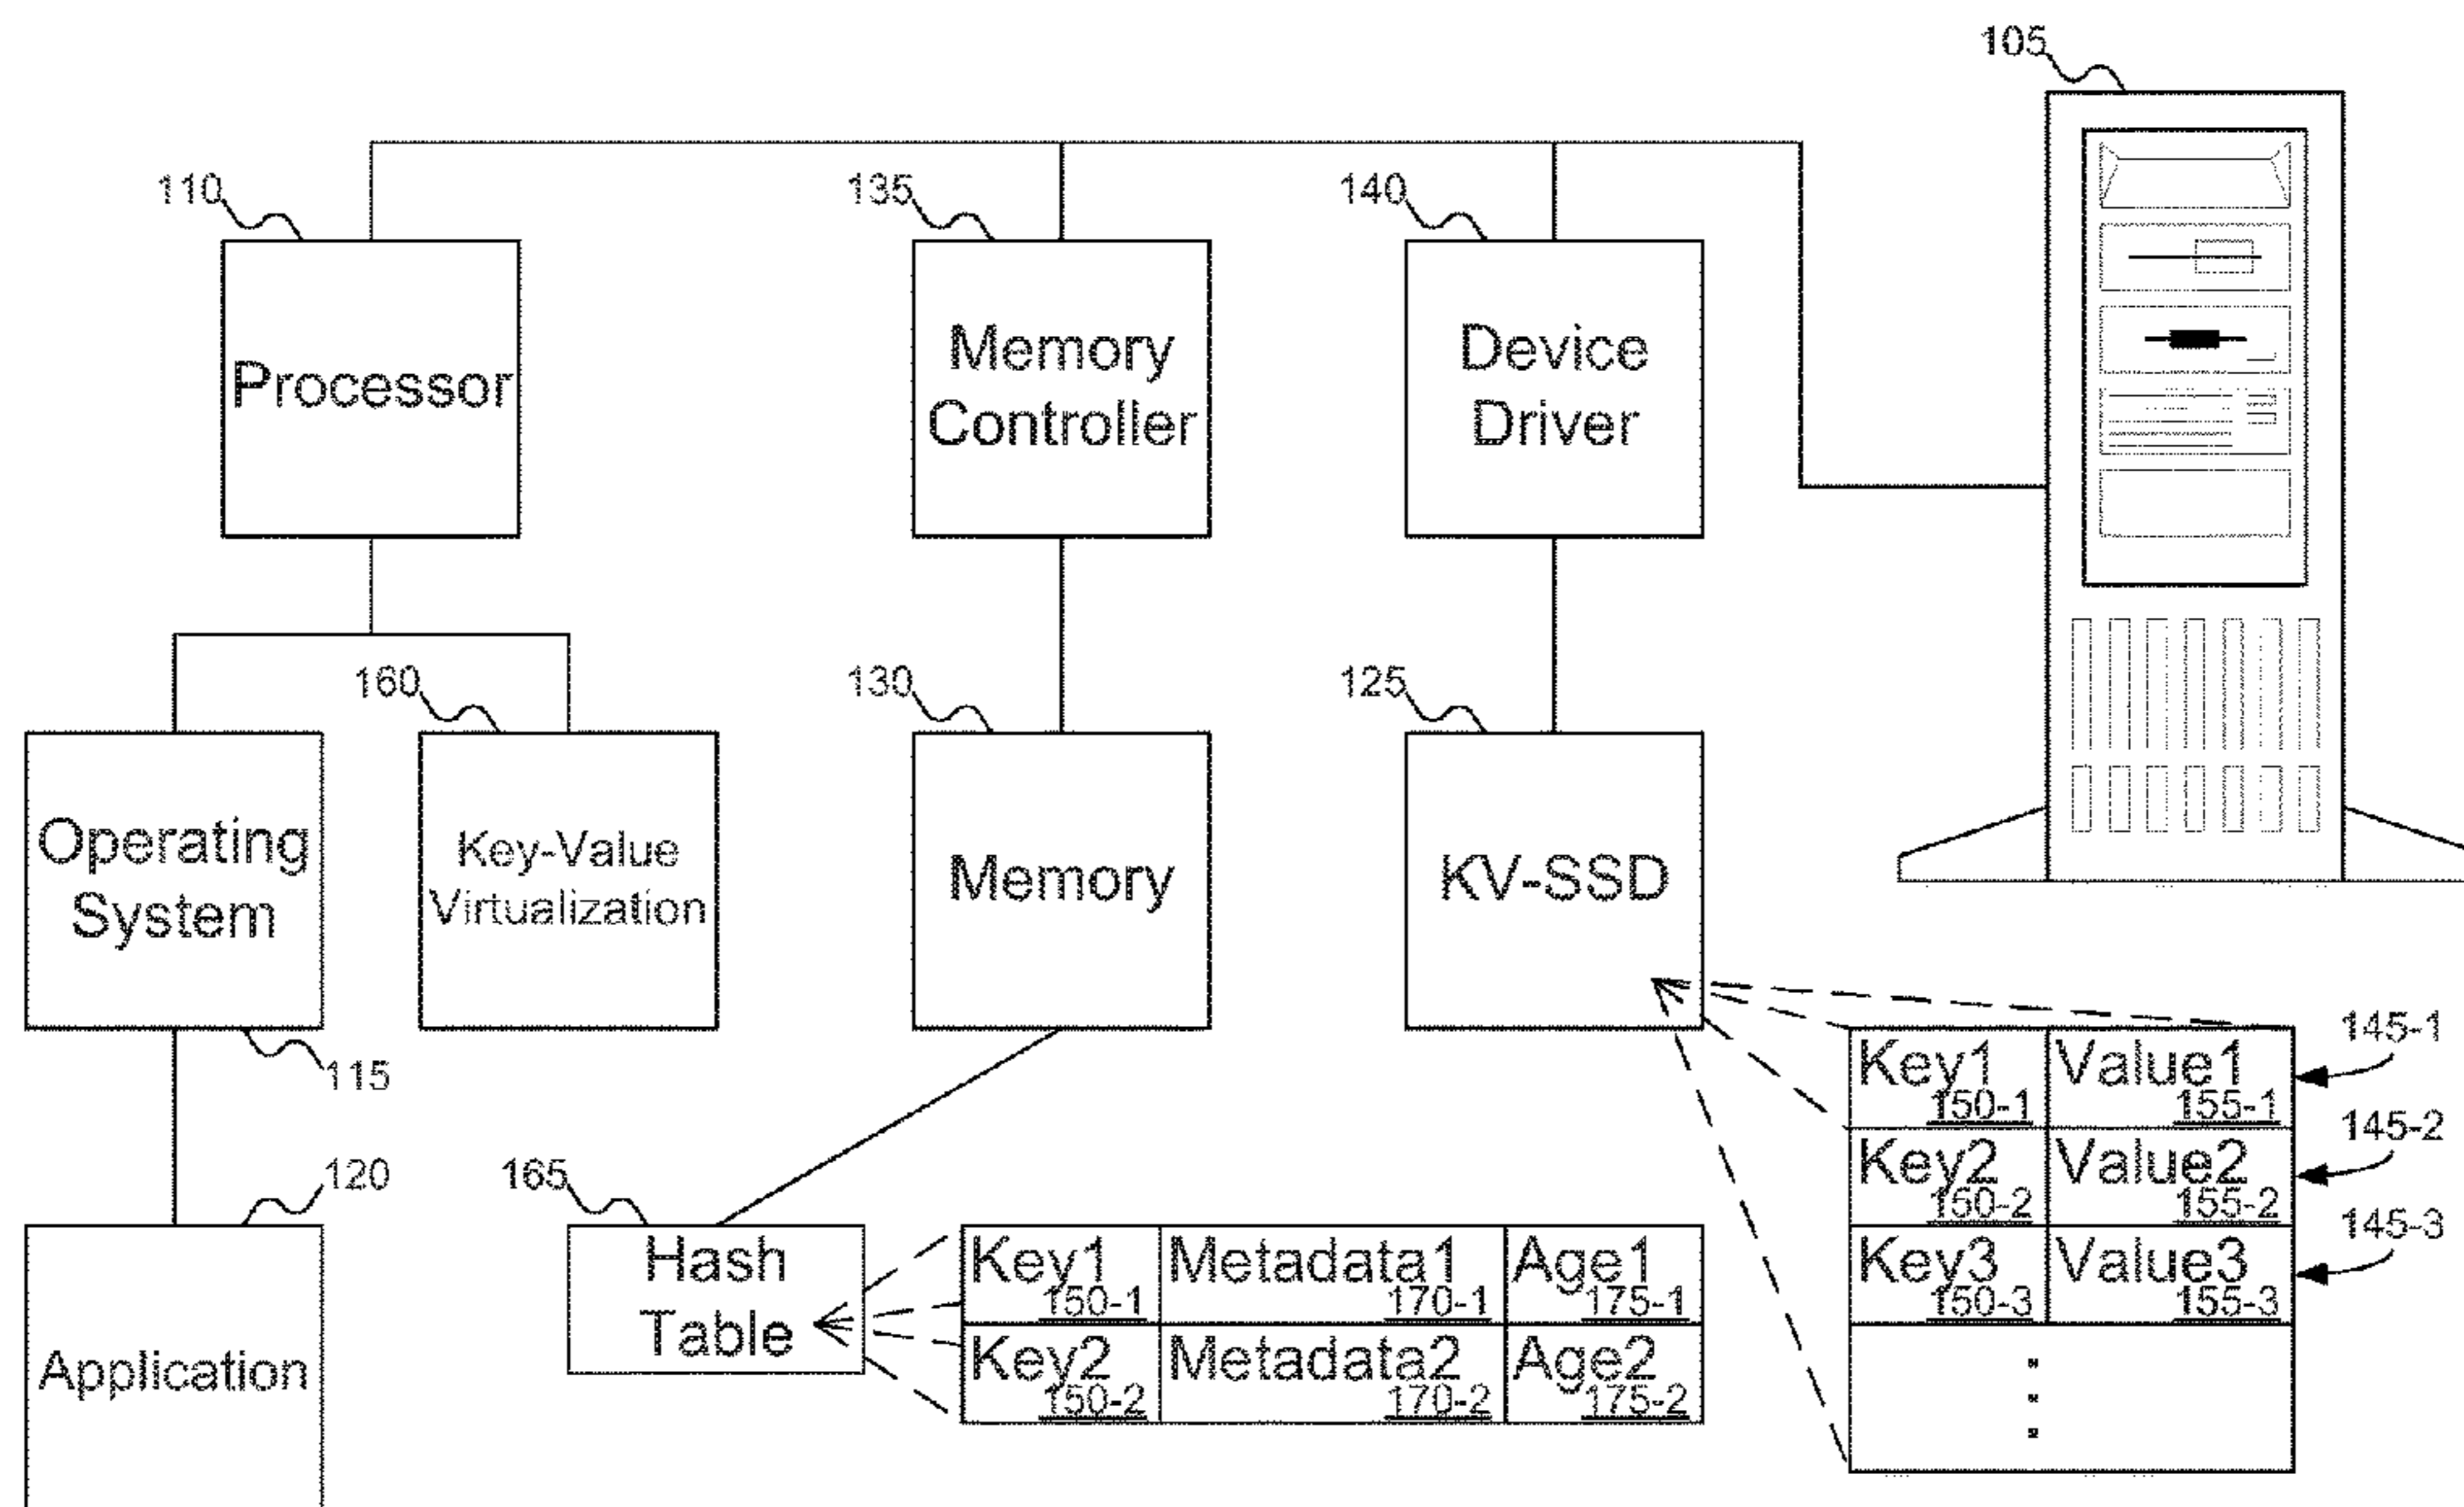 105
110
135
140
Processor
Memory
Controller
Device
Driver
160
130
125
Operating
System
Key-Value
Virtualization
Memory
KV-SSD
115
Key1 150-1 Value1 155-1 145-1
Key2 150-2 Value2 155-2 145-2
Key3 150-3 Value3 155-3 145-3
120
165
Application
Hash
Table
Key1 150-1 Metadata1 170-1 Age1 175-1
Key2 150-2 Metadata2 170-2 Age2 175-2